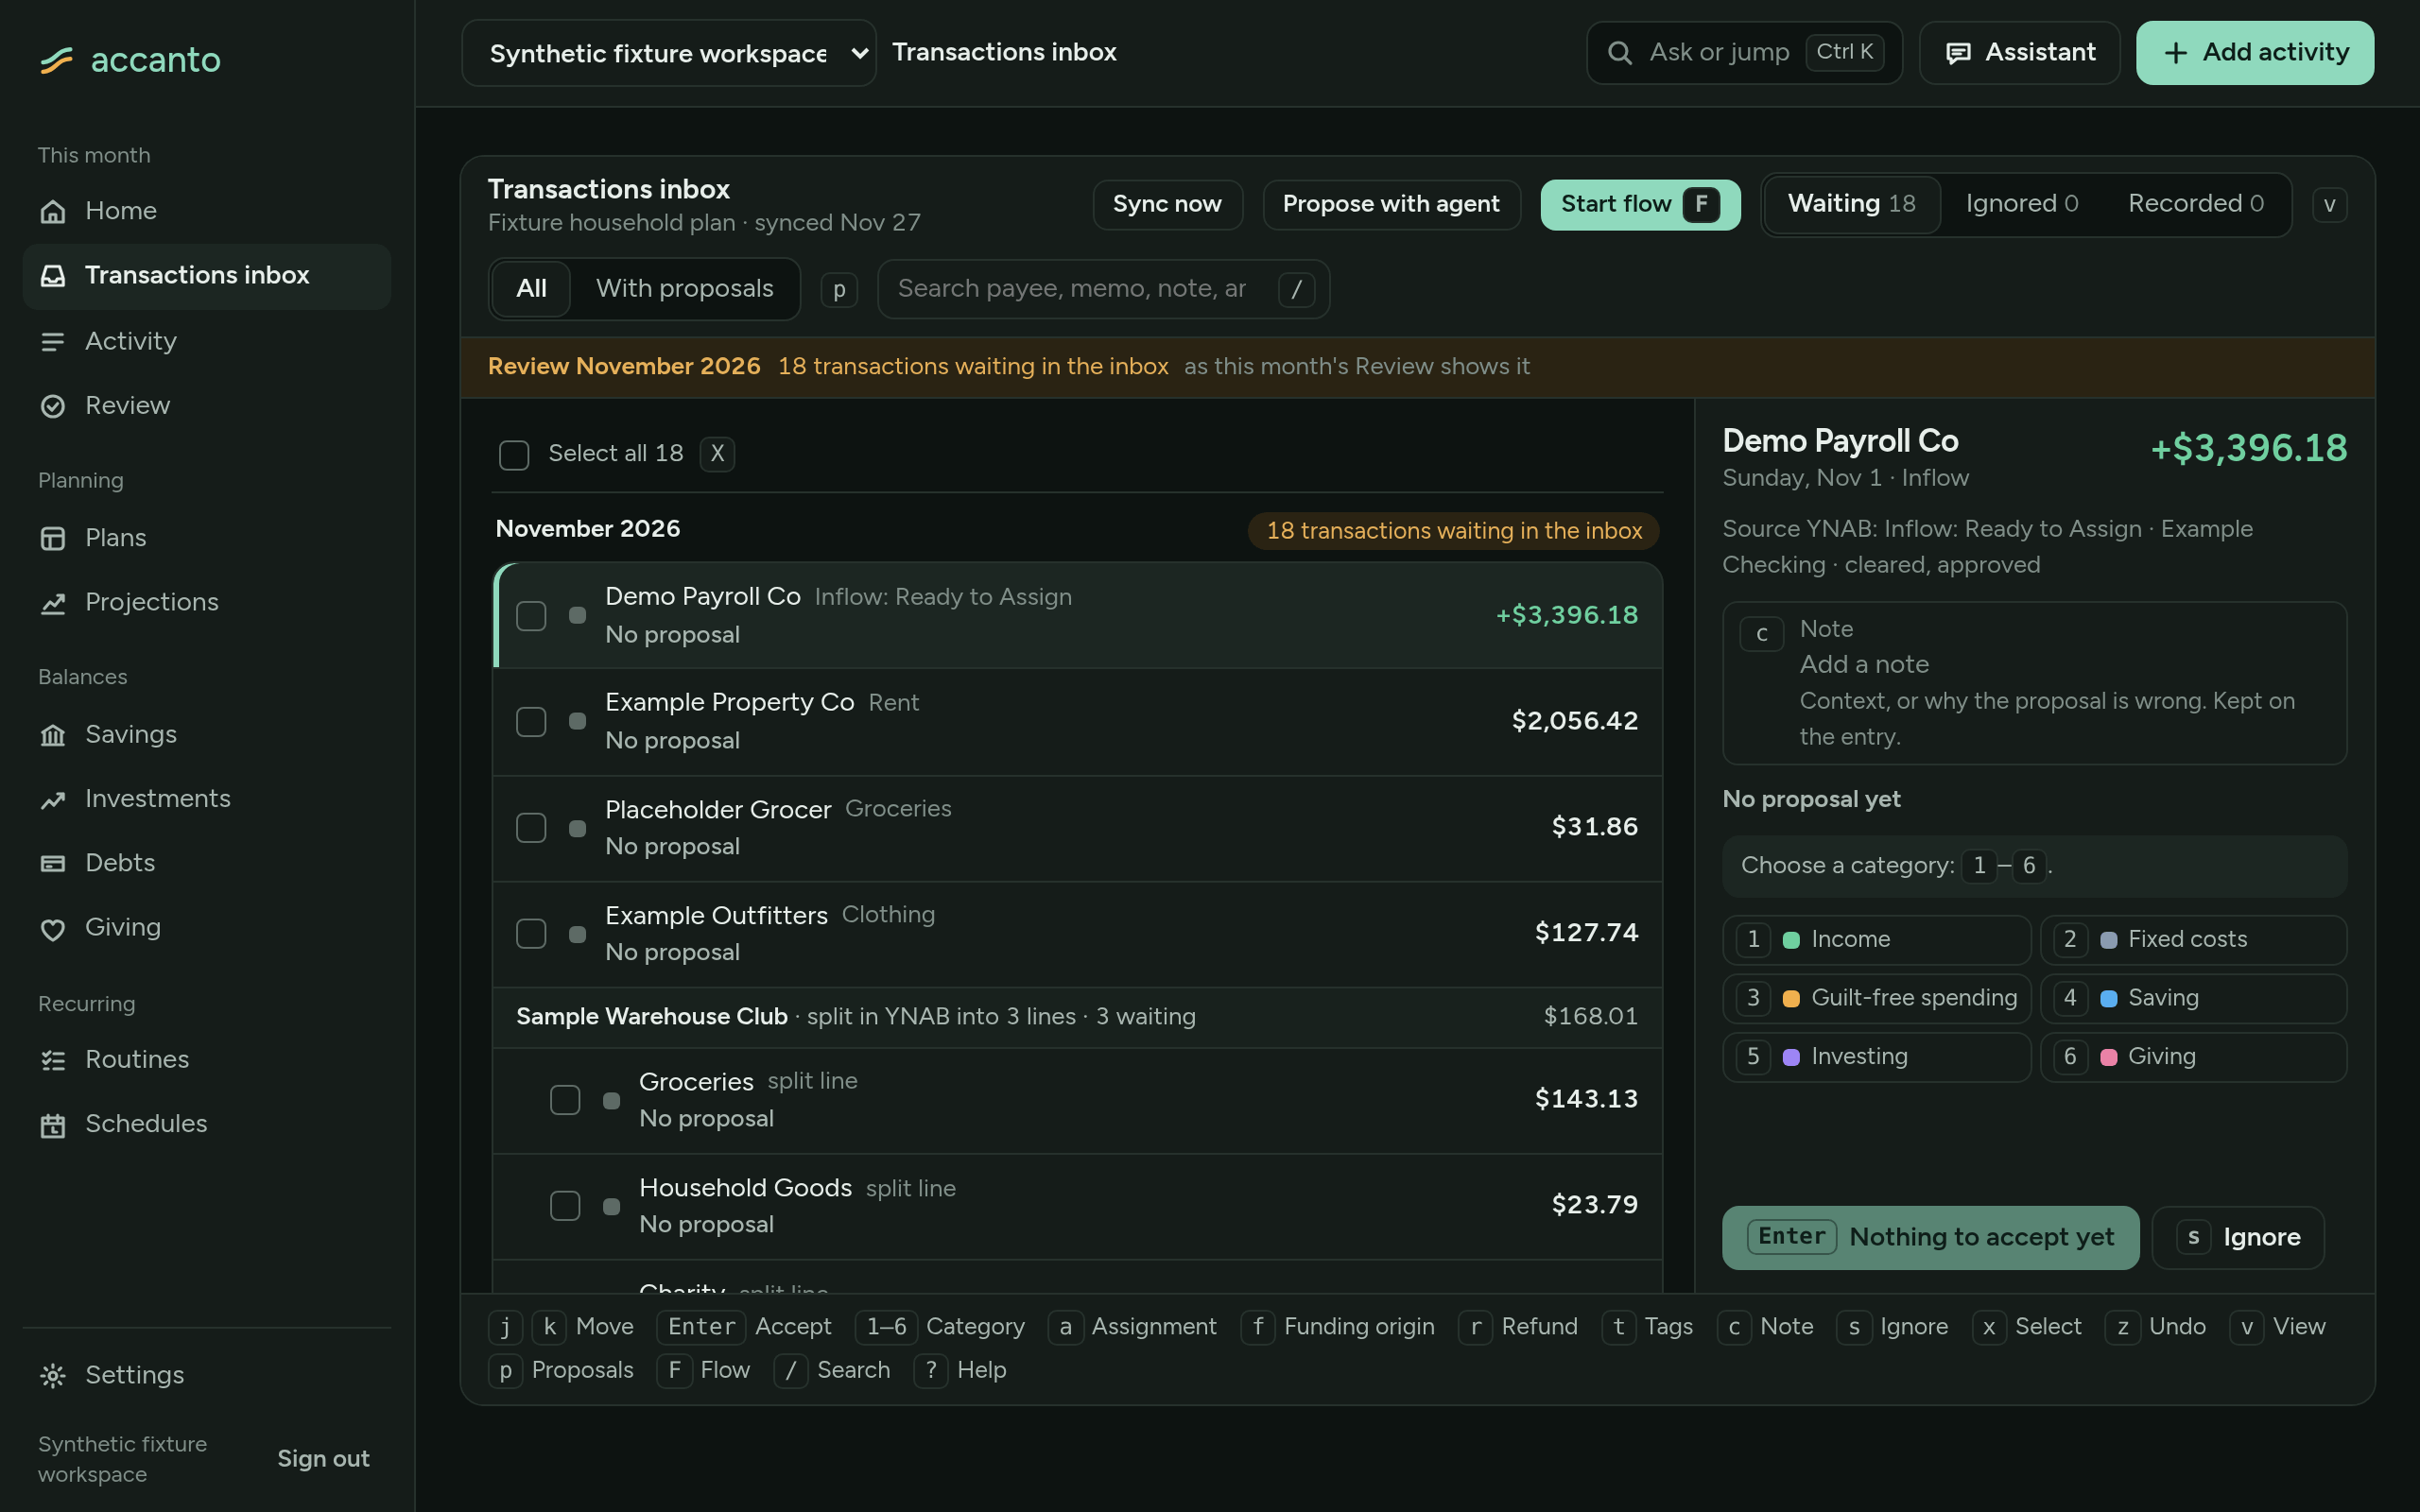 accanto
This month
Home
Transactions inbox
Activity
Review
Planning
Plans
Projections
Balances
Savings
Investments
Debts
Giving
Recurring
Routines
Schedules
Settings
Synthetic fixture
workspace
Sign out
Synthetic fixture workspace
Transactions inbox
Ask or jump Ctrl K
Assistant
+ Add activity
Transactions inbox
Fixture household plan · synced Nov 27
Sync now
Propose with agent
Start flow F
Waiting 18
Ignored 0
Recorded 0
v
All
With proposals
p
Search payee, memo, note, ar /
Review November 2026 18 transactions waiting in the inbox as this month's Review shows it
Select all 18 X
November 2026
18 transactions waiting in the inbox
Demo Payroll Co Inflow: Ready to Assign
No proposal
+$3,396.18
Example Property Co Rent
No proposal
$2,056.42
Placeholder Grocer Groceries
No proposal
$31.86
Example Outfitters Clothing
No proposal
$127.74
Sample Warehouse Club · split in YNAB into 3 lines · 3 waiting
$168.01
Groceries split line
No proposal
$143.13
Household Goods split line
No proposal
$23.79
Charity split line
Demo Payroll Co
+$3,396.18
Sunday, Nov 1 · Inflow
Source YNAB: Inflow: Ready to Assign · Example
Checking · cleared, approved
c Note
Add a note
Context, or why the proposal is wrong. Kept on
the entry.
No proposal yet
Choose a category: 1–6.
1 Income
2 Fixed costs
3 Guilt-free spending
4 Saving
5 Investing
6 Giving
Enter Nothing to accept yet
s Ignore
j k Move Enter Accept 1–6 Category a Assignment f Funding origin r Refund t Tags c Note s Ignore x Select z Undo v View
p Proposals F Flow / Search ? Help